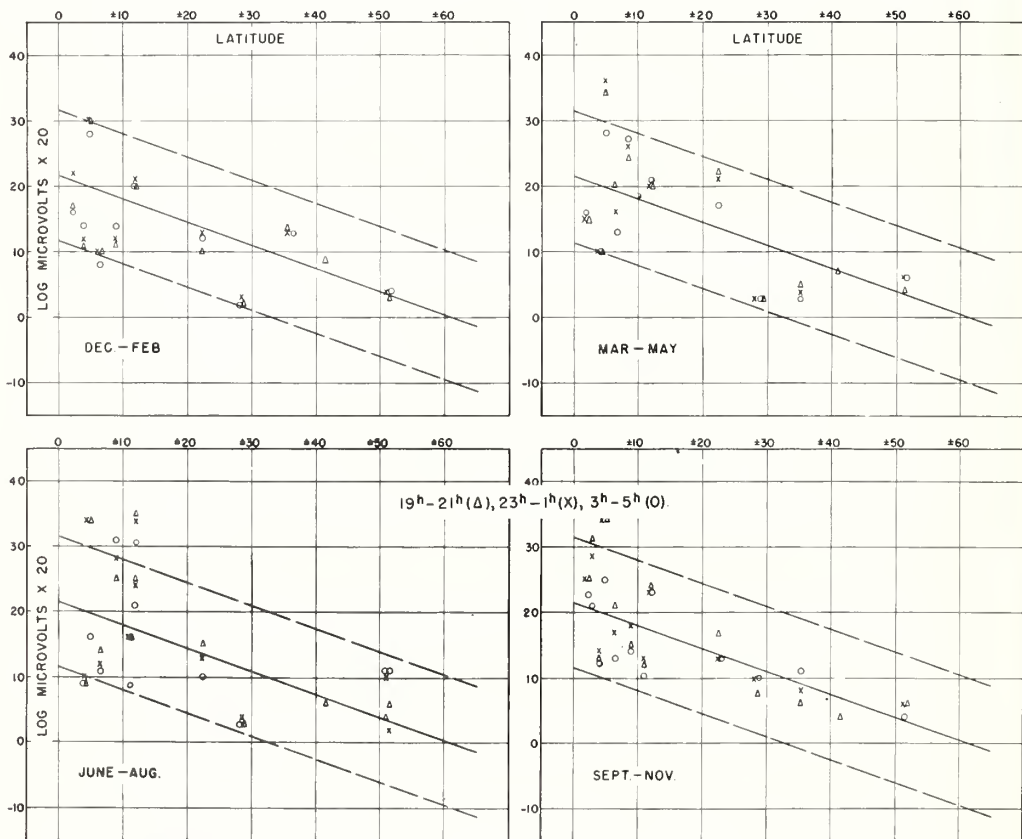 0 ±10 ±20 ±30 ±40 ±50 ±60
LATITUDE
40
30
20
10
0
-10
LOG MICROVOLTS X 20
DEC.-FEB
0 ±10 ±20 ±30 ±40 ±50 ±60
LATITUDE
40
30
20
10
0
-10
MAR-MAY
0 ±10 ±20 ±30 ±40 ±50 ±60
40
30
20
10
0
-10
LOG MICROVOLTS X 20
JUNE-AUG.
0 ±10 ±20 ±30 ±40 ±50 ±60
40
30
20
10
0
-10
SEPT.-NOV.
19h-21h(Δ), 23h-1h(X), 3h-5h(O)